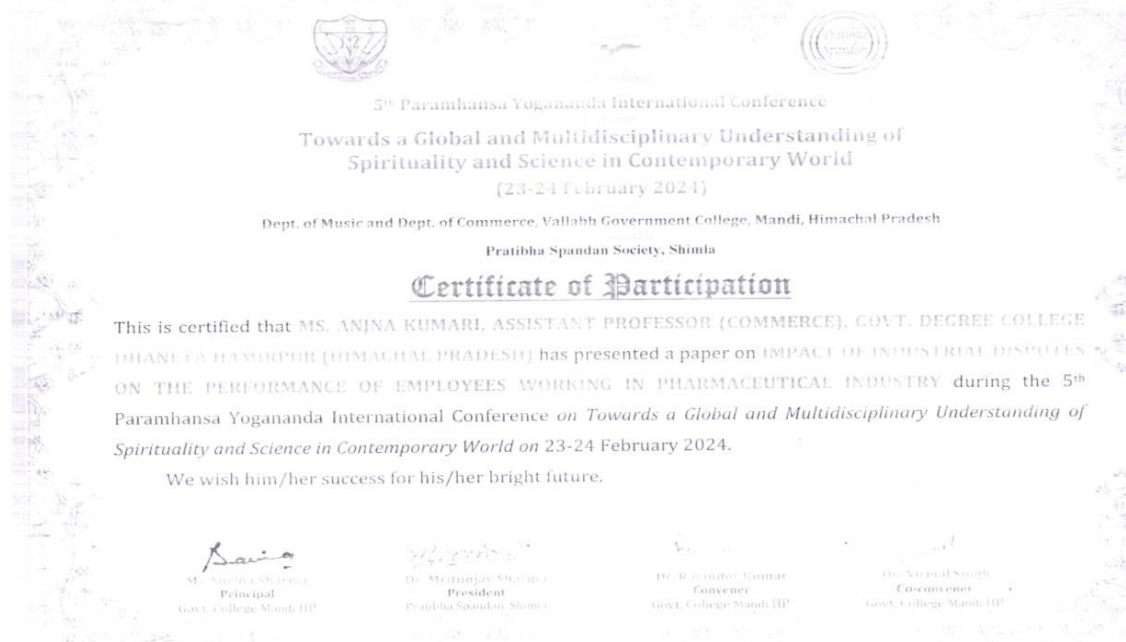 Pratibha
Spandan
5th Paramhansa Yogananda International Conference
Towards a Global and Multidisciplinary Understanding of
Spirituality and Science in Contemporary World
(23-24 February 2024)
Dept. of Music and Dept. of Commerce, Vallabh Government College, Mandi, Himachal Pradesh
Pratibha Spandan Society, Shimla
Certificate of Participation
This is certified that MS. ANJNA KUMARI, ASSISTANT PROFESSOR (COMMERCE), GOVT. DEGREE COLLEGE
DHANETA HAMIRPUR (HIMACHAL PRADESH) has presented a paper on IMPACT OF INDUSTRIAL DISPUTES
ON THE PERFORMANCE OF EMPLOYEES WORKING IN PHARMACEUTICAL INDUSTRY during the 5th
Paramhansa Yogananda International Conference on Towards a Global and Multidisciplinary Understanding of
Spirituality and Science in Contemporary World on 23-24 February 2024.
We wish him/her success for his/her bright future.
Sharma
Principal
Govt. College Mandi HP
Dr. Mritunjay Sharma
President
Pratibha Spandan, Shimla
Dr. Ravinder Kumar
Convener
Govt. College Mandi HP
Dr. Nirmal Singh
Co-convener
Govt. College Mandi HP